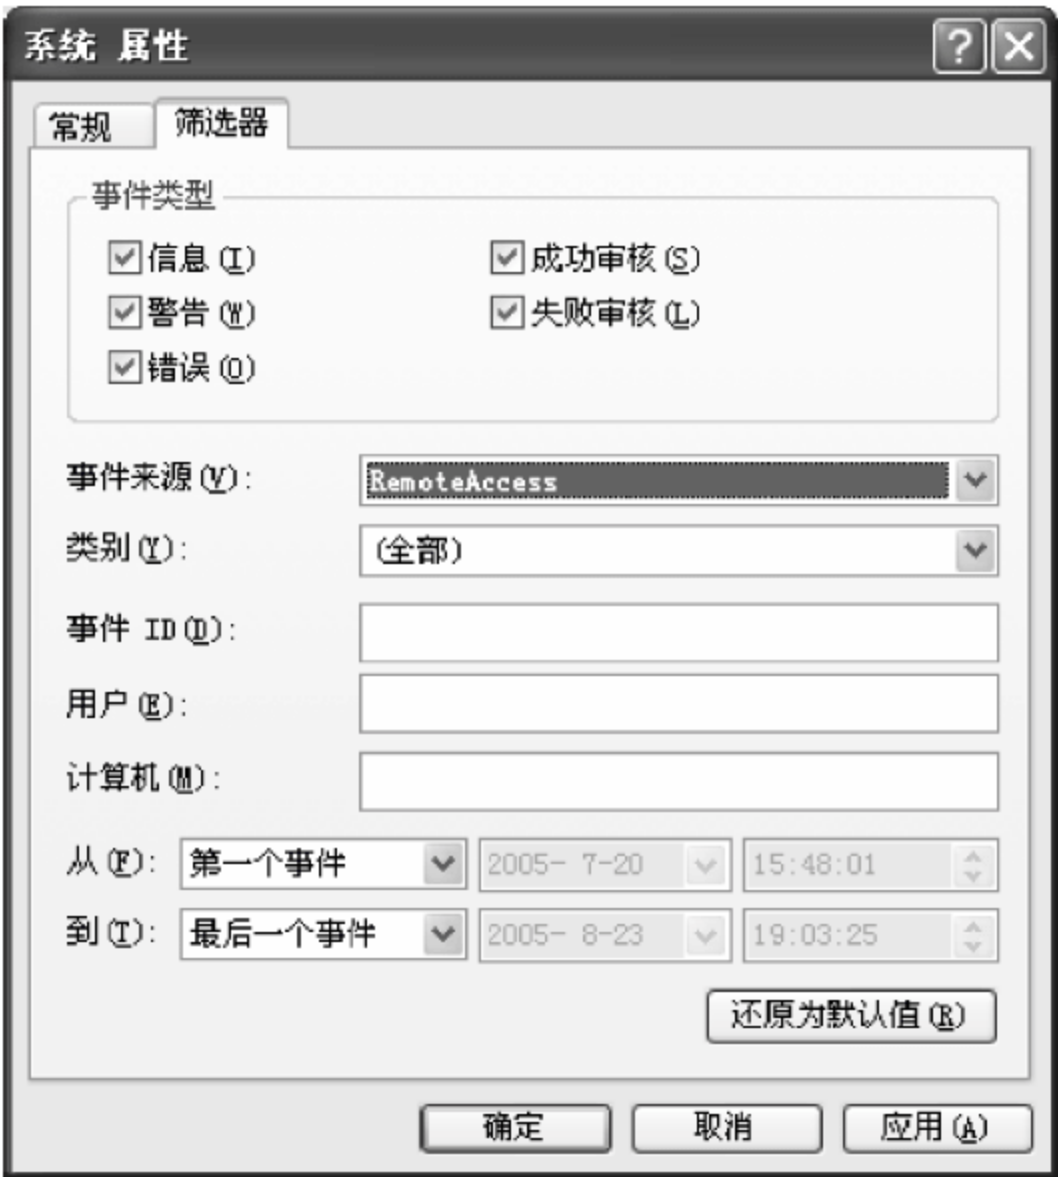 系统 属性
常规 筛选器
事件类型
信息(I) 成功审核(S)
警告(W) 失败审核(L)
错误(O)
事件来源(V): RemoteAccess
类别(Y): (全部)
事件 ID(D):
用户(E):
计算机(M):
从(F): 第一个事件 2005- 7-20 15:48:01
到(T): 最后一个事件 2005- 8-23 19:03:25
还原为默认值(R)
确定 取消 应用(A)